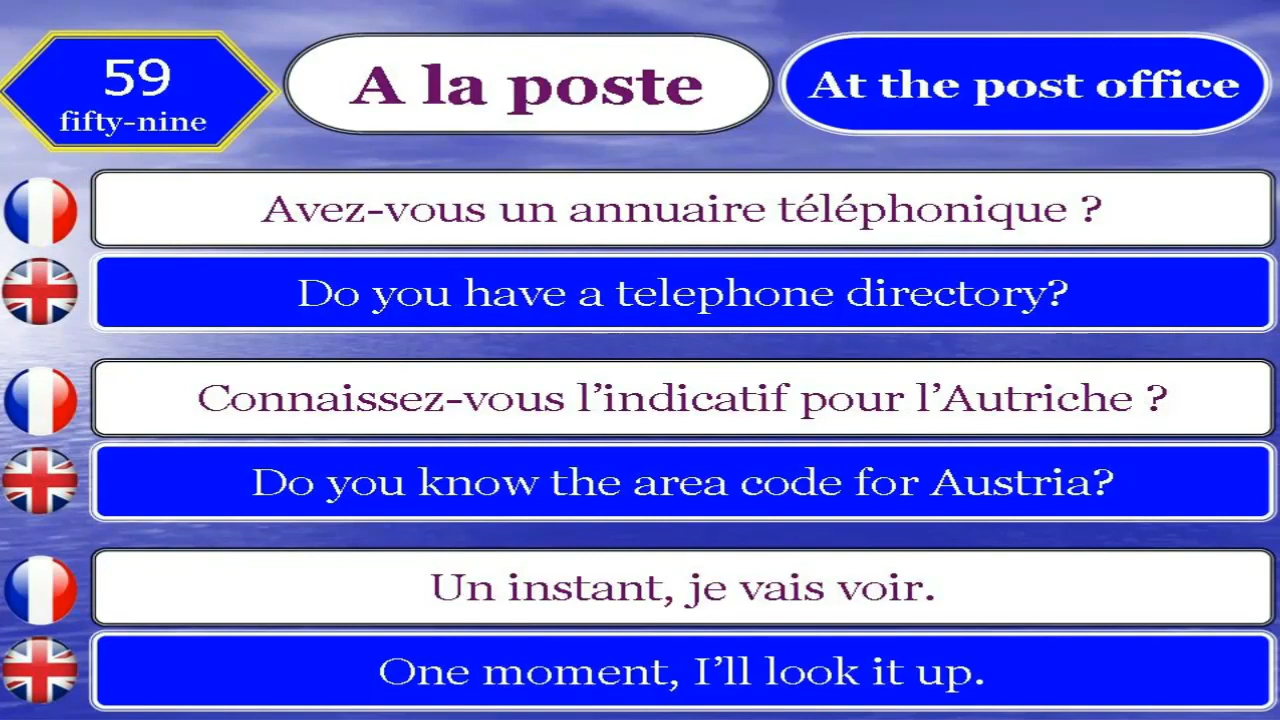 59
fifty-nine
A la poste
At the post office
Avez-vous un annuaire téléphonique ?
Do you have a telephone directory?
Connaissez-vous l’indicatif pour l’Autriche ?
Do you know the area code for Austria?
Un instant, je vais voir.
One moment, I’ll look it up.